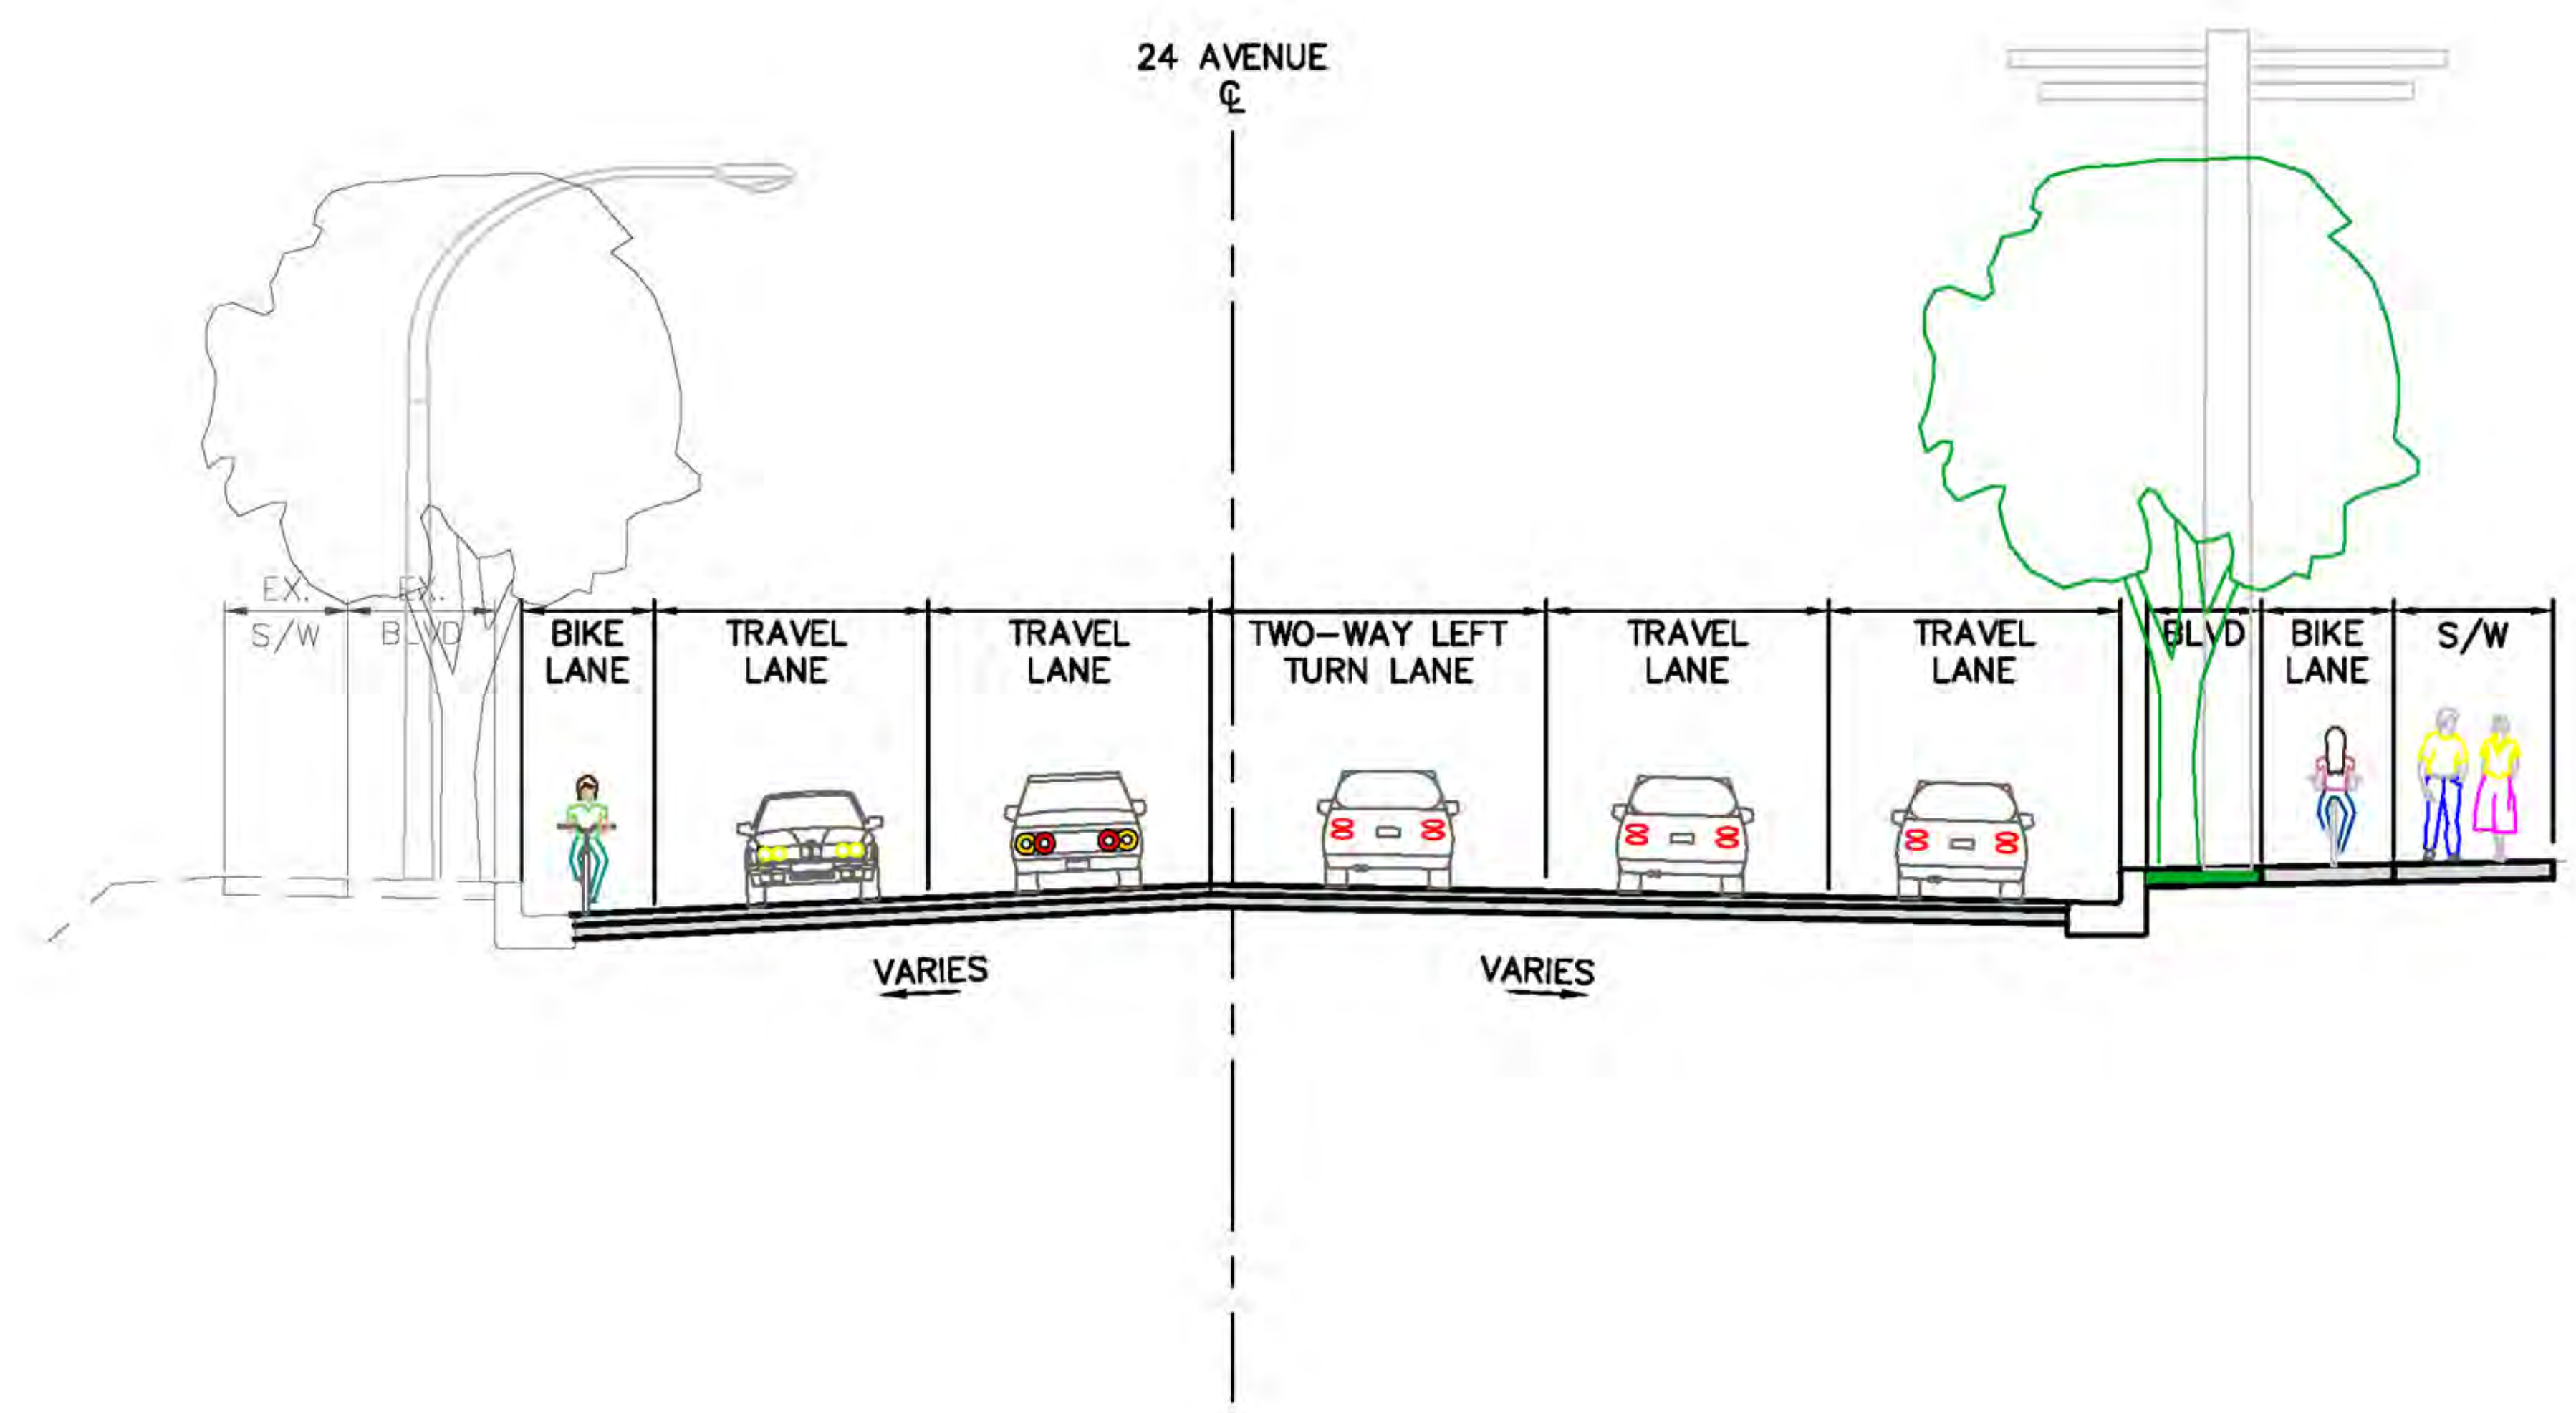 24 AVENUE
℄
EX.
S/W
EX.
BLVD
BIKE
LANE
TRAVEL
LANE
TRAVEL
LANE
TWO-WAY LEFT
TURN LANE
TRAVEL
LANE
TRAVEL
LANE
BLVD
BIKE
LANE
S/W
VARIES
VARIES